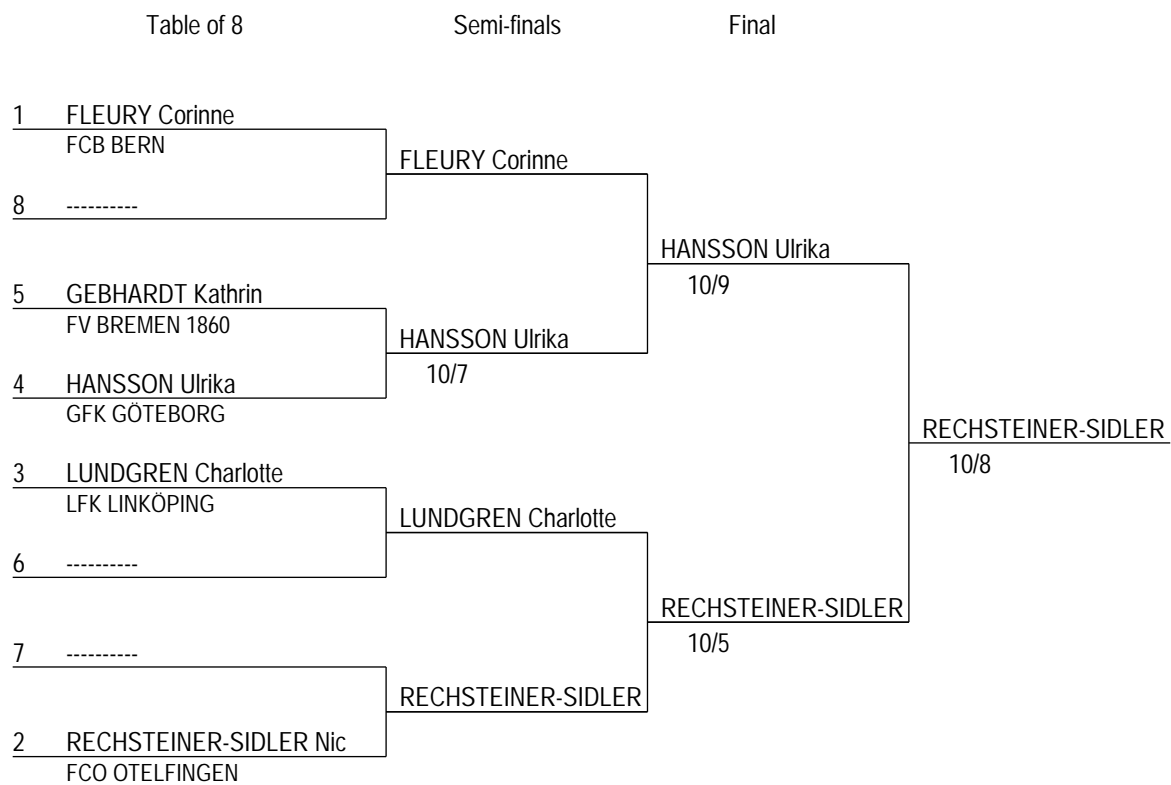 Table of 8 Semi-finals Final
1 FLEURY Corinne
FCB BERN
FLEURY Corinne
8 ----------
HANSSON Ulrika
10/9
5 GEBHARDT Kathrin
FV BREMEN 1860
HANSSON Ulrika
10/7
4 HANSSON Ulrika
GFK GÖTEBORG
RECHSTEINER-SIDLER
10/8
3 LUNDGREN Charlotte
LFK LINKÖPING
LUNDGREN Charlotte
6 ----------
RECHSTEINER-SIDLER
10/5
7 ----------
RECHSTEINER-SIDLER
2 RECHSTEINER-SIDLER Nic
FCO OTELFINGEN